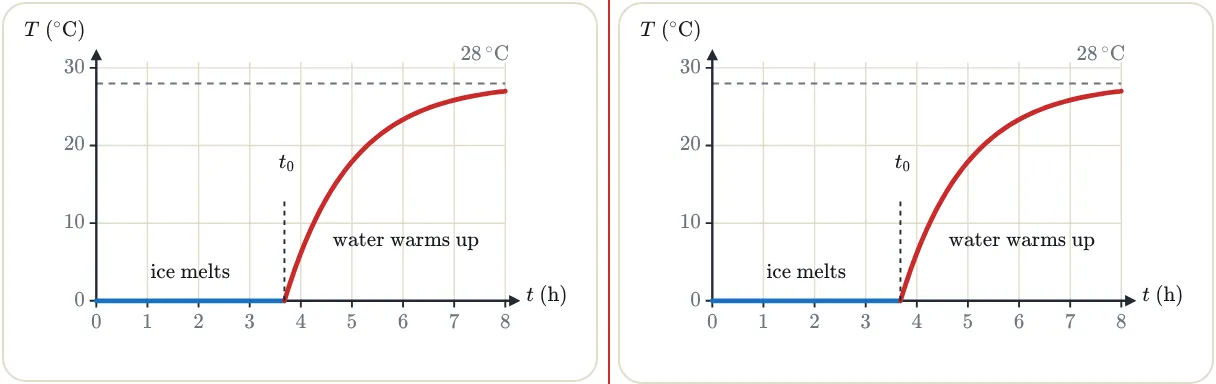 T (°C)
28 °C
30
20
t₀
10
water warms up
ice melts
0
t (h)
0 1 2 3 4 5 6 7 8
T (°C)
28 °C
30
20
t₀
10
water warms up
ice melts
0
t (h)
0 1 2 3 4 5 6 7 8